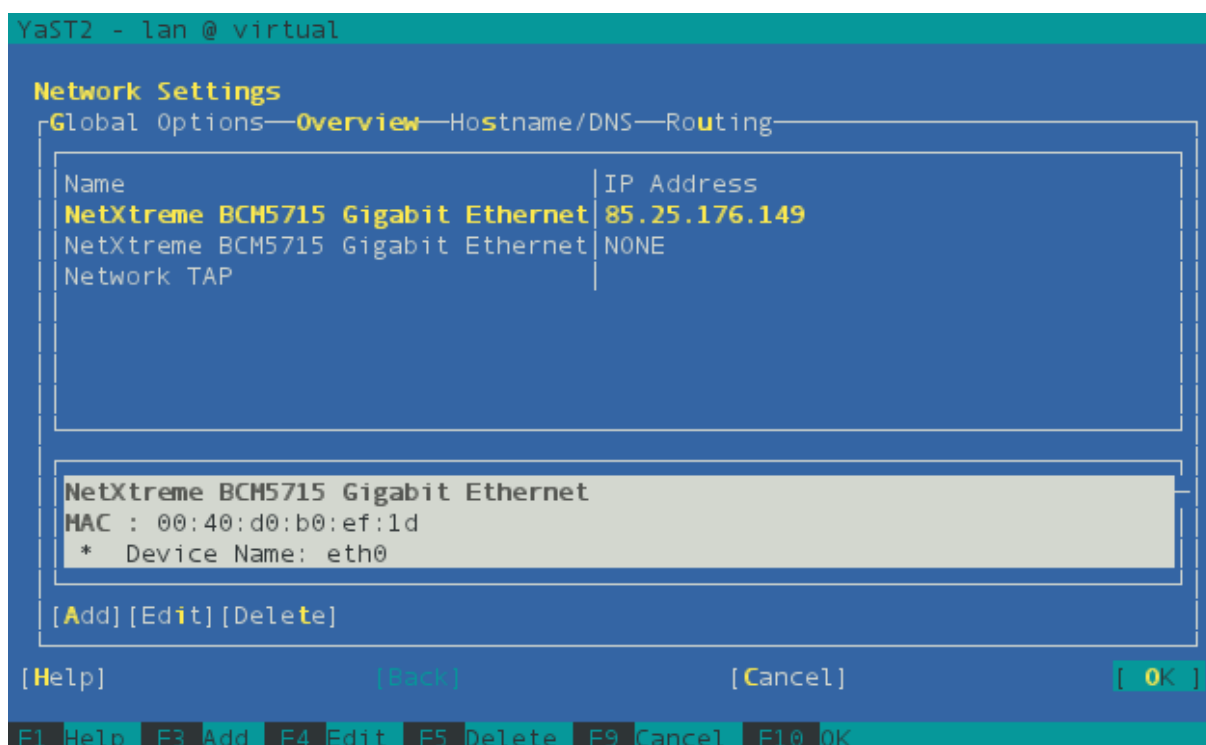 YaST2 - lan @ virtual
Network Settings
Global Options Overview Hostname/DNS Routing
Name IP Address
NetXtreme BCM5715 Gigabit Ethernet 85.25.176.149
NetXtreme BCM5715 Gigabit Ethernet NONE
Network TAP
NetXtreme BCM5715 Gigabit Ethernet
MAC : 00:40:d0:b0:ef:1d
* Device Name: eth0
[Add][Edit][Delete]
[Help] [Back] [Cancel] [ OK ]
F1 Help F3 Add F4 Edit F5 Delete F9 Cancel F10 OK